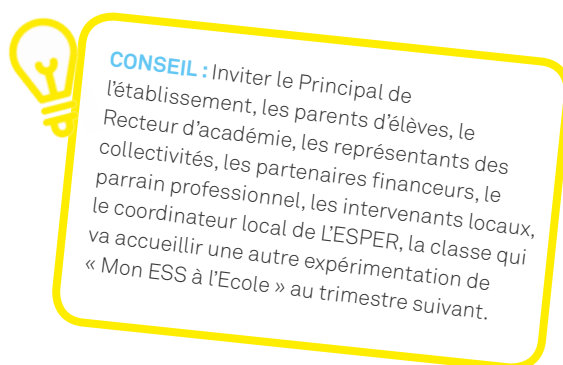 CONSEIL : Inviter le Principal de
l'établissement, les parents d'élèves, le
Recteur d'académie, les représentants des
collectivités, les partenaires financeurs, le
parrain professionnel, les intervenants locaux,
le coordinateur local de L'ESPER, la classe qui
va accueillir une autre expérimentation de
« Mon ESS à l'Ecole » au trimestre suivant.